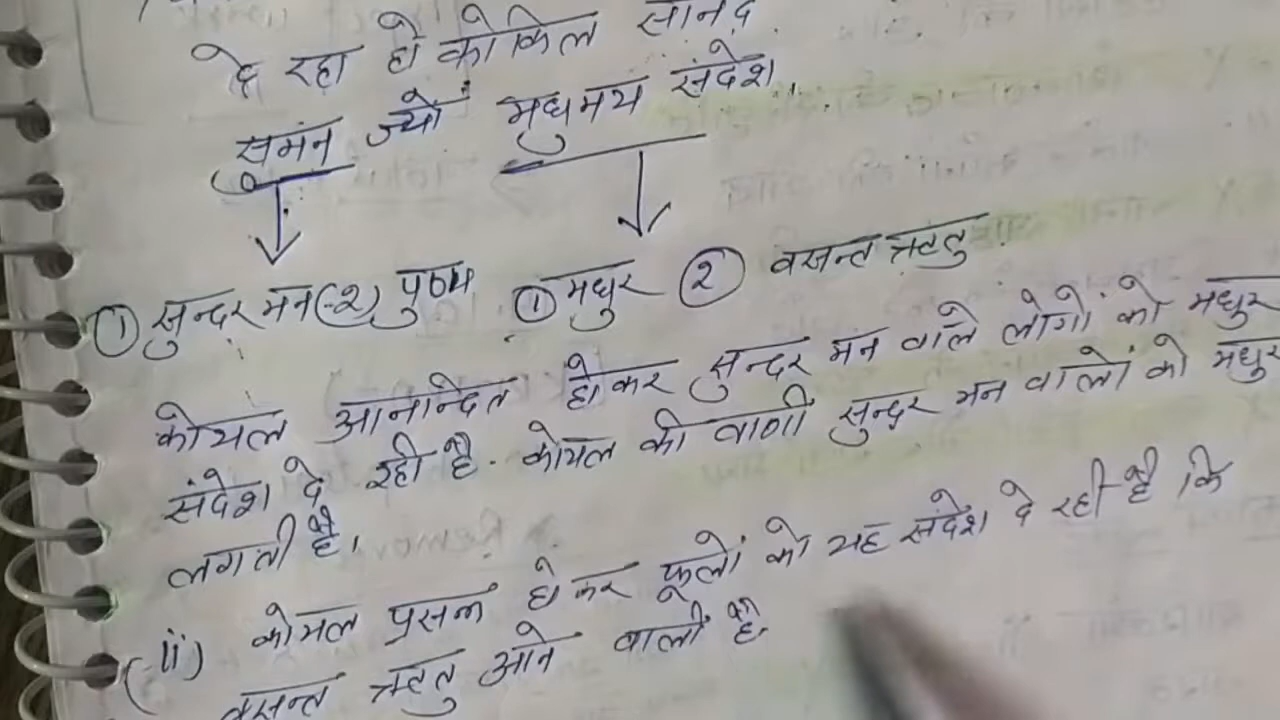 दे रहा हो कोकिल सानंद
सुमन ज्यों मधुमय संदेश,,
① सुन्दर मन (-२) पुष्प ① मधुर ② वसन्त ऋतु
कोयल आनन्दित होकर सुन्दर मन वाले लोगों को मधुर
संदेश दे रही है. कोयल की वाणी सुन्दर मन वालों को मधुर
लगती है।
(ii) कोयल प्रसन्न होकर फूलों को यह संदेश दे रही है कि
वसन्त ऋतु आने वाली है